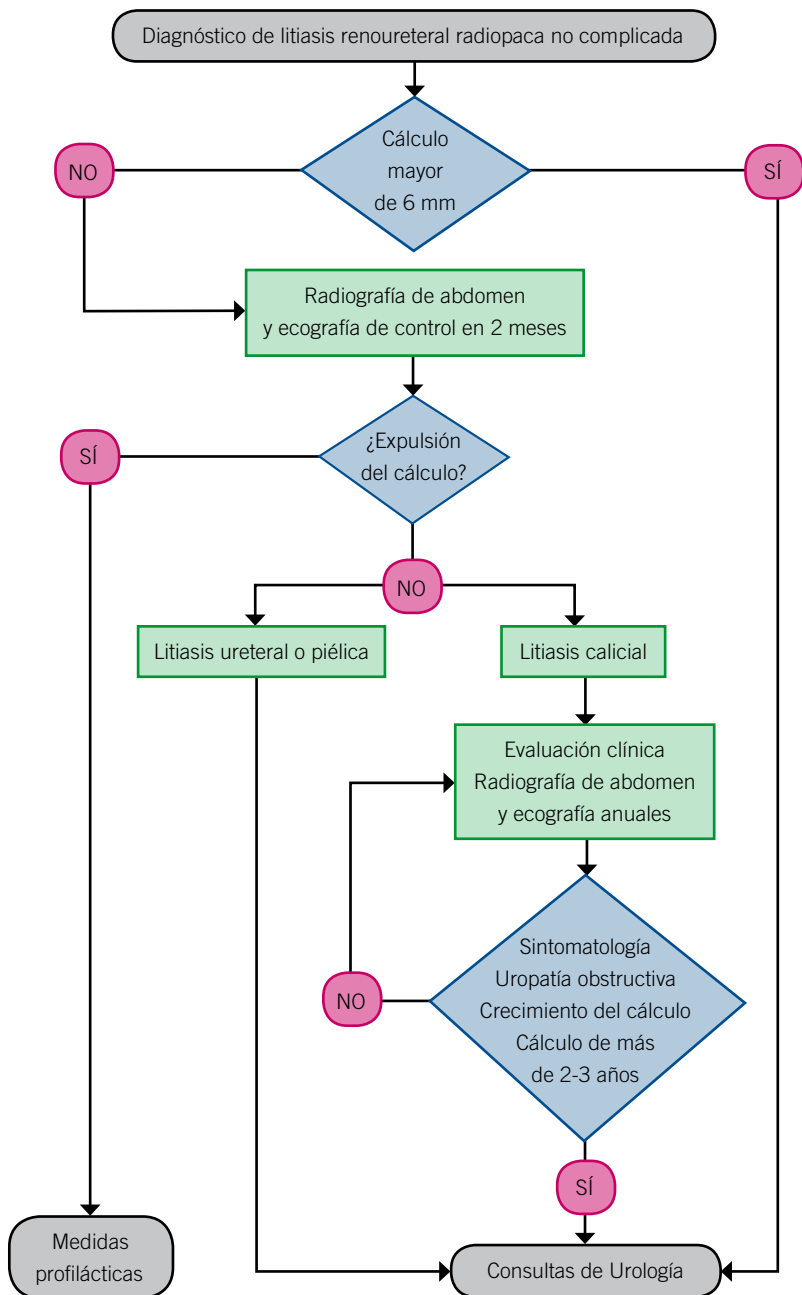 Diagnóstico de litiasis renoureteral radiopaca no complicada
Cálculo
mayor
de 6 mm
NO
SÍ
Radiografía de abdomen
y ecografía de control en 2 meses
¿Expulsión
del cálculo?
SÍ
NO
Litiasis ureteral o piélica
Litiasis calicial
Evaluación clínica
Radiografía de abdomen
y ecografía anuales
Sintomatología
Uropatía obstructiva
Crecimiento del cálculo
Cálculo de más
de 2-3 años
NO
SÍ
Medidas
profilácticas
Consultas de Urología